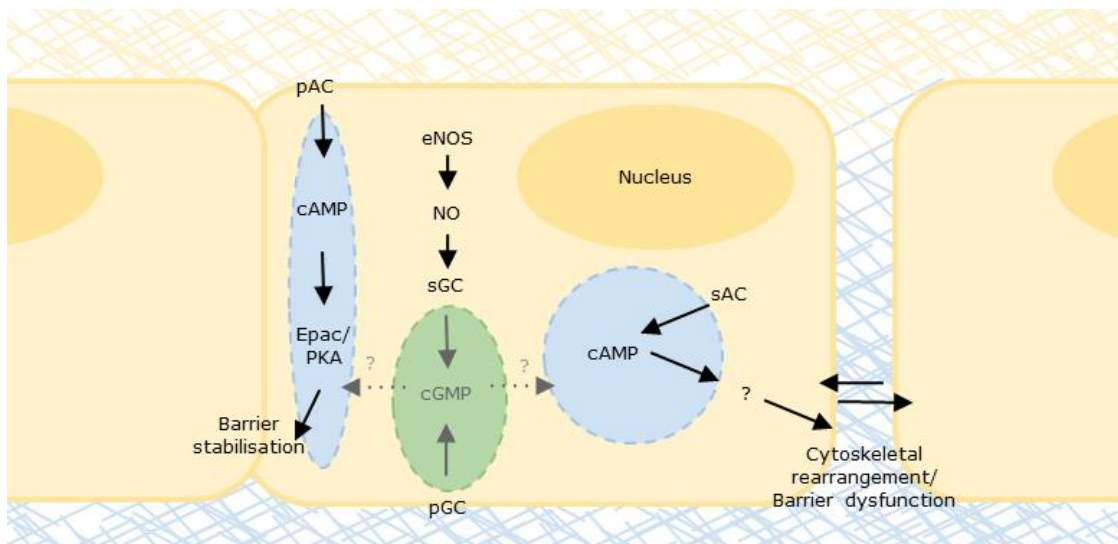 pAC
eNOS
Nucleus
cAMP
NO
sGC
sAC
Epac/
PKA
?
?
cAMP
cGMP
?
Barrier
stabilisation
Cytoskeletal
rearrangement/
Barrier dysfunction
pGC